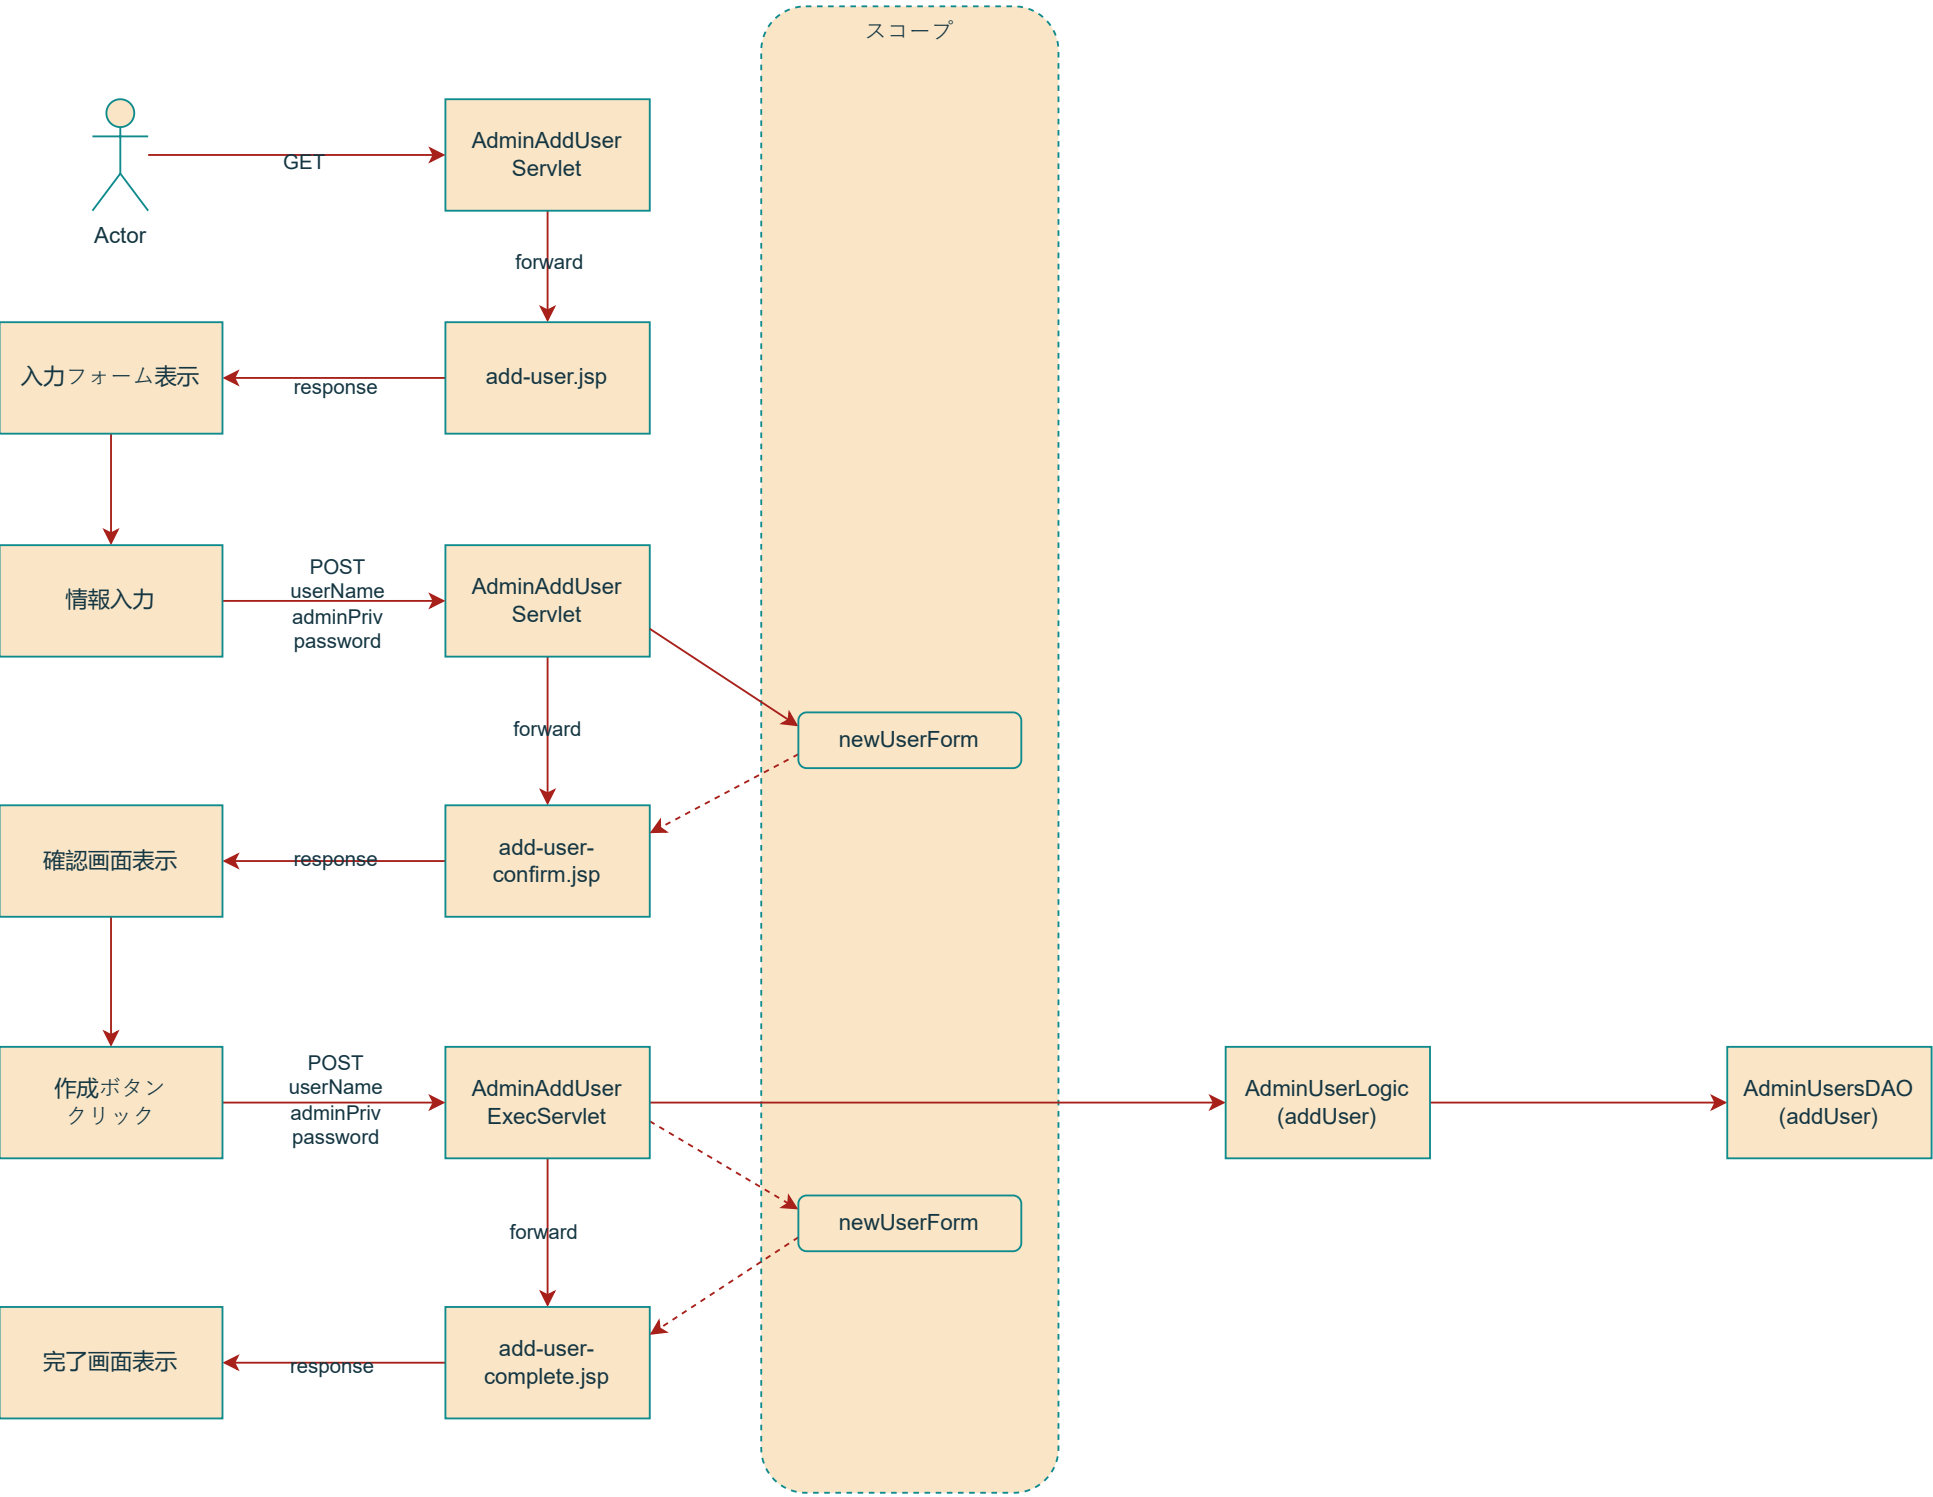 スコープ
GET
AdminAddUser
Servlet
Actor
forward
入力フォーム表示
response
add-user.jsp
情報入力
POST
userName
adminPriv
password
AdminAddUser
Servlet
forward
newUserForm
確認画面表示
response
add-user-
confirm.jsp
作成ボタン
クリック
POST
userName
adminPriv
password
AdminAddUser
ExecServlet
AdminUserLogic
(addUser)
AdminUsersDAO
(addUser)
forward
newUserForm
完了画面表示
response
add-user-
complete.jsp